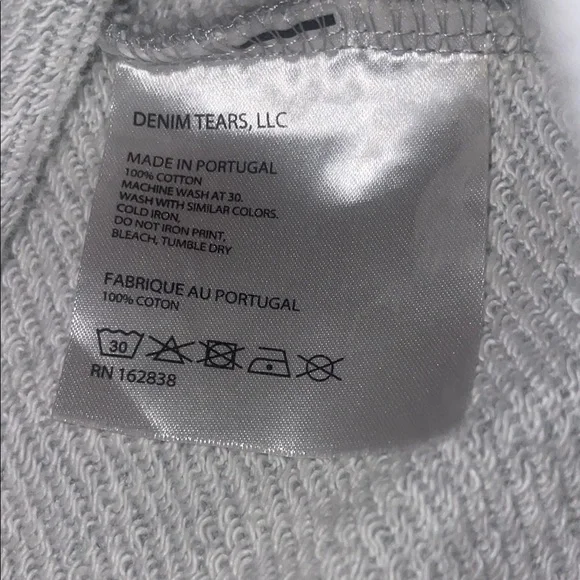 DENIM TEARS, LLC
MADE IN PORTUGAL
100% COTTON
MACHINE WASH AT 30.
WASH WITH SIMILAR COLORS.
COLD IRON,
DO NOT IRON PRINT,
BLEACH, TUMBLE DRY
FABRIQUE AU PORTUGAL
100% COTON
30
RN 162838